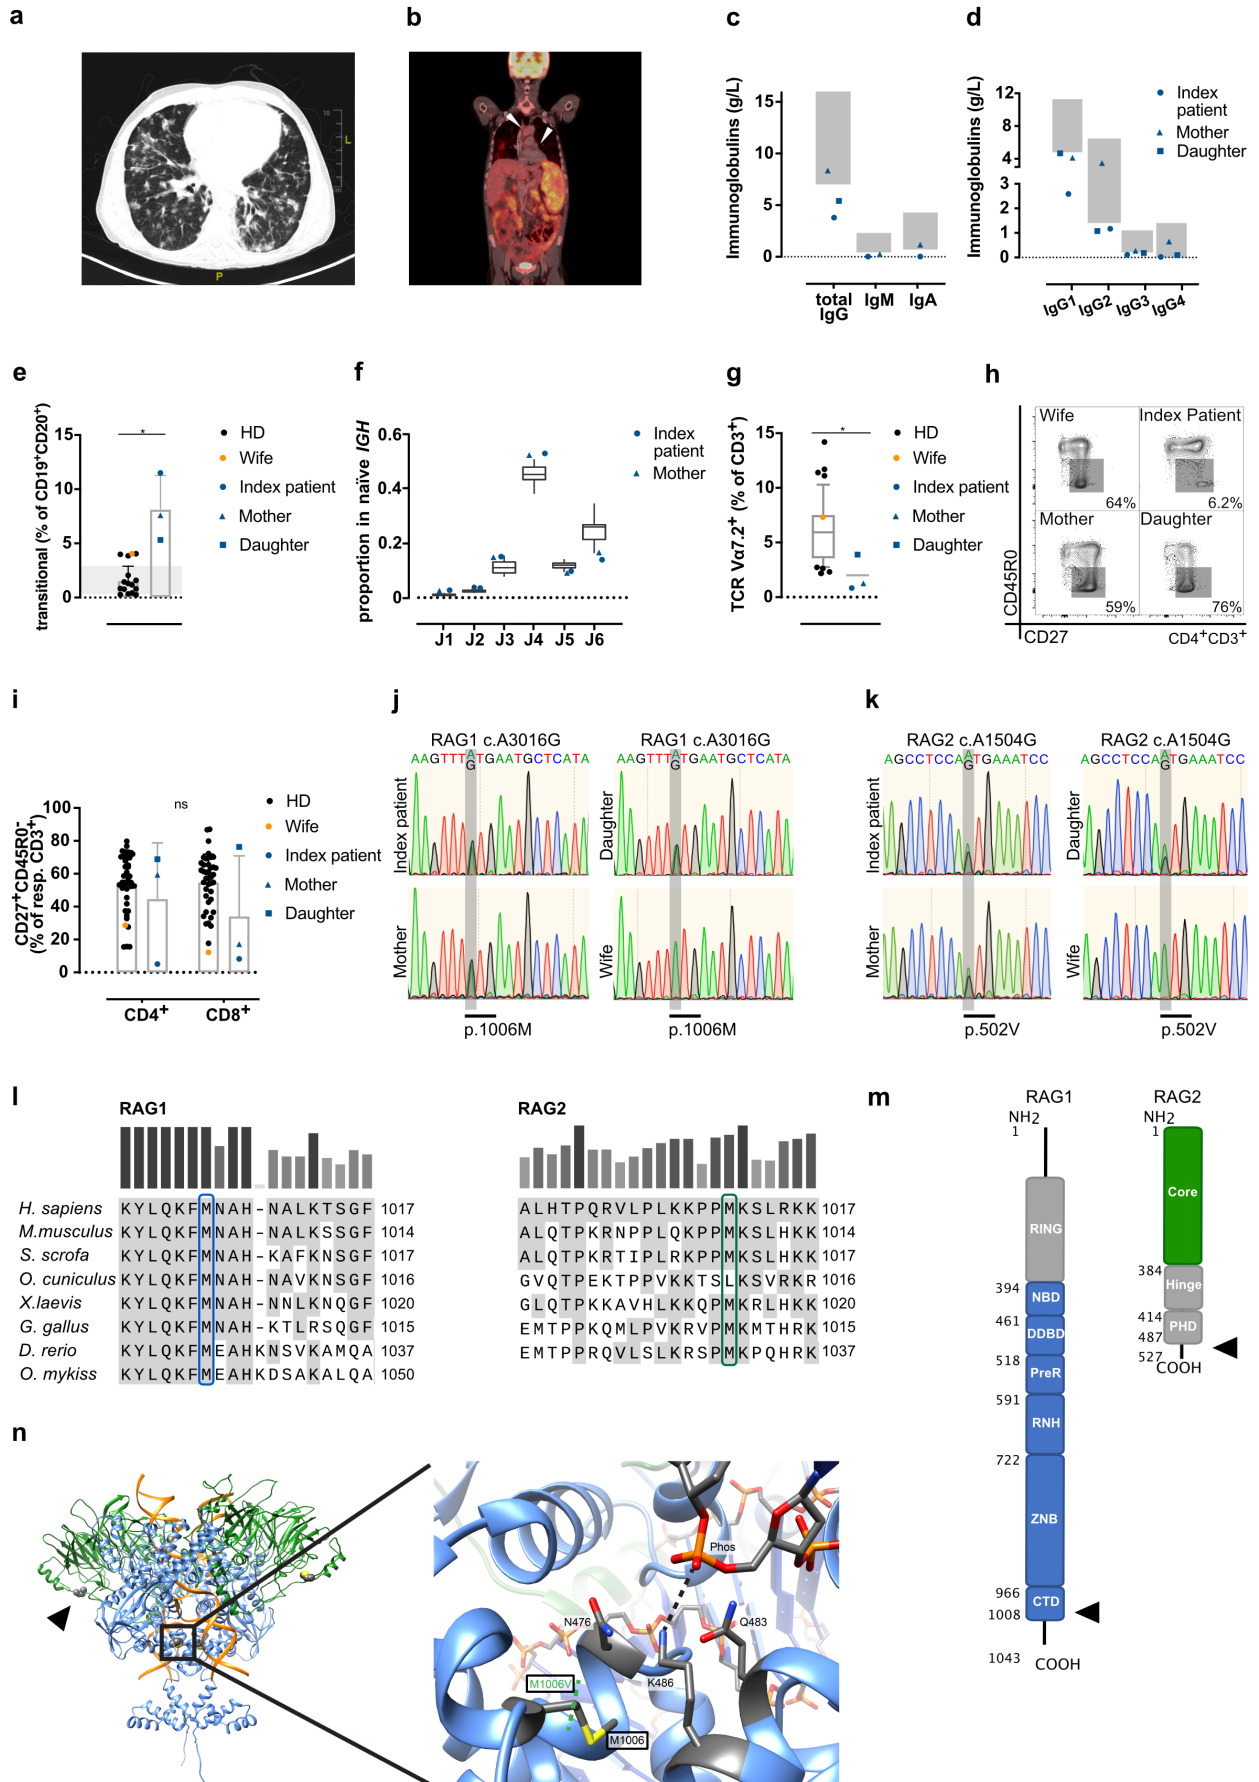 a
10
L
P
b
c
Immunoglobulins (g/L)
15
10
5
0
total IgG
IgM
IgA
d
Immunoglobulins (g/L)
12
8
4
3
2
1
0
IgG1
IgG2
IgG3
IgG4
Index patient
Mother
Daughter
e
transitional (% of CD19+CD20+)
15
10
5
0
*
HD
Wife
Index patient
Mother
Daughter
f
proportion in naïve IGH
0.6
0.4
0.2
0
J1
J2
J3
J4
J5
J6
Index patient
Mother
g
TCR Vα7.2+ (% of CD3+)
15
10
5
0
*
HD
Wife
Index patient
Mother
Daughter
h
Wife
64%
Index Patient
6.2%
Mother
59%
Daughter
76%
CD45R0
CD27
CD4+CD3+
i
CD27+CD45R0-
(% of resp. CD3+)
100
80
60
40
20
0
ns
CD4+
CD8+
HD
Wife
Index patient
Mother
Daughter
j
RAG1 c.A3016G
AAGTTTATGAATGCTCATA
G
Index patient
RAG1 c.A3016G
AAGTTTATGAATGCTCATA
G
Daughter
Mother
p.1006M
Wife
p.1006M
k
RAG2 c.A1504G
AGCCTCCAATGAAATCC
G
Index patient
RAG2 c.A1504G
AGCCTCCAATGAAATCC
G
Daughter
Mother
p.502V
Wife
p.502V
l
RAG1
H. sapiens KYLQKFMNAH-NALKTSGF 1017
M.musculus KYLQKFMNAH-NALKSSGF 1014
S. scrofa KYLQKFMNAH-KAFKNSGF 1017
O. cuniculus KYLQKFMNAH-NAVKNSGF 1016
X.laevis KYLQKFMNAH-NNLKNQGF 1020
G. gallus KYLQKFMNAH-KTLRSQGF 1015
D. rerio KYLQKFMEAHKNSVKAMQA 1037
O. mykiss KYLQKFMEAHKDSAKALQA 1050
RAG2
ALHTPQRVLPLKKPPMKSLRKK 1017
ALQTPKRNPPLQKPPMKSLHKK 1014
ALQTPKRTIPLRKPPMKSLHKK 1017
GVQTPEKTPPVKKTSLKSVRKR 1016
GLQTPKKAVHLKKQPMKRLHKK 1020
EMTPPKQMLPVKRVPMKMTHRK 1015
EMTPPRQVLSLKRSPMKPQHRK 1037
m
RAG1
NH2
1
RING
394
NBD
461
DDBD
518
PreR
591
RNH
722
ZNB
966
CTD
1008
1043
COOH
RAG2
NH2
1
Core
384
Hinge
414
PHD
487
527
COOH
n
Phos
N476
Q483
K486
M1006V
M1006